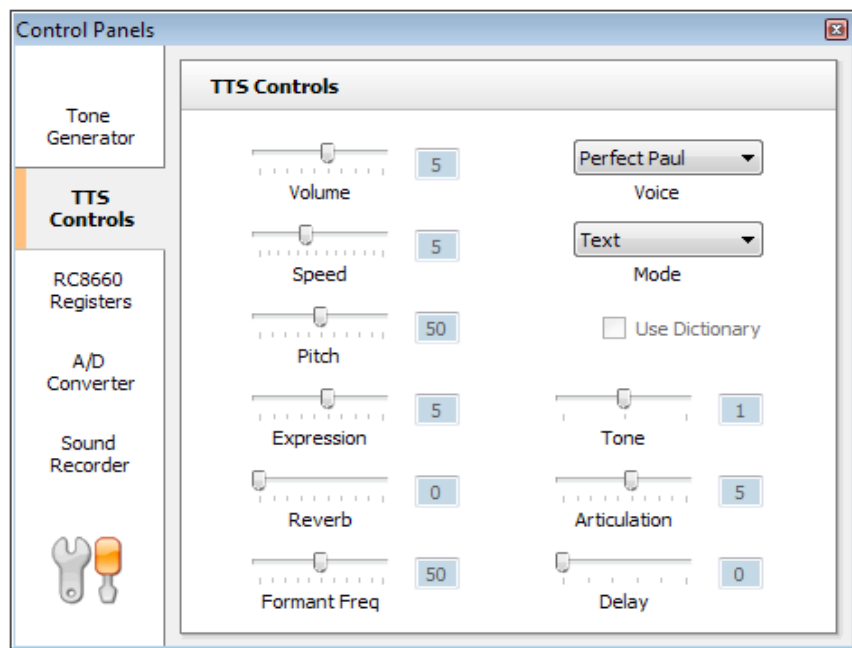 Control Panels
Tone
Generator
TTS
Controls
RC8660
Registers
A/D
Converter
Sound
Recorder
TTS Controls
5
Volume
5
Speed
50
Pitch
5
Expression
0
Reverb
50
Formant Freq
Perfect Paul
Voice
Text
Mode
Use Dictionary
1
Tone
5
Articulation
0
Delay